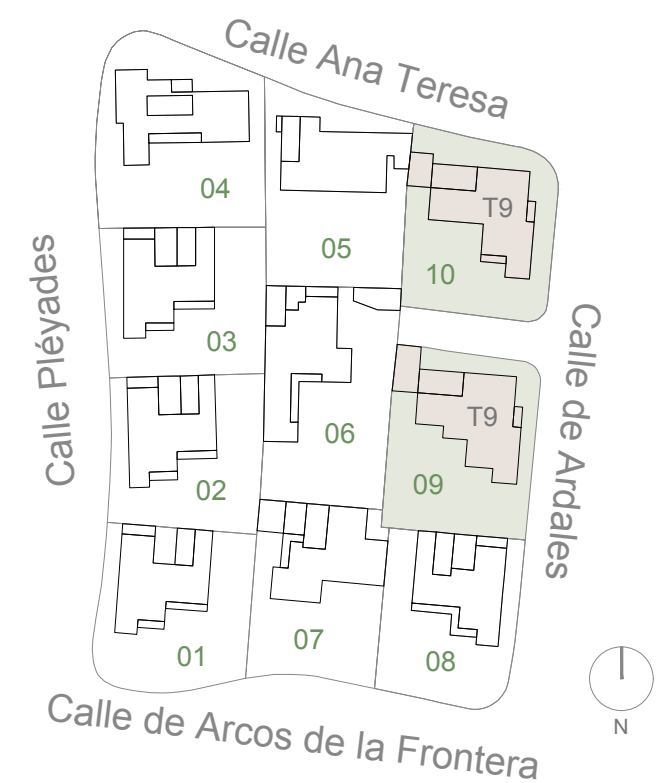 Calle Ana Teresa
04
05
T9
10
Calle Pléyades
03
Calle de Ardales
T9
06
02
09
01
07
08
Calle de Arcos de la Frontera
N